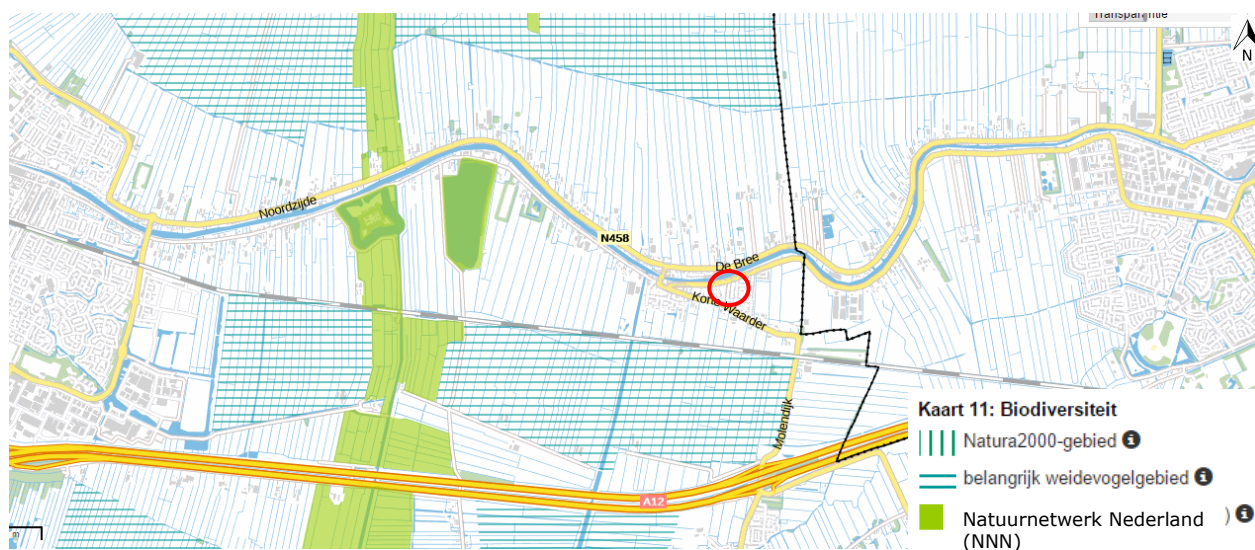 Transparantie
N
Noordzijde
N458
De Bree
Korte Waarder
Molendijk
A12
Kaart 11: Biodiversiteit
Natura2000-gebied
belangrijk weidevogelgebied
Natuurnetwerk Nederland )
(NNN)
m